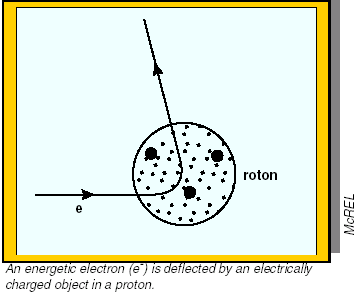 roton
e
McREL
An energetic electron (e⁻) is deflected by an electrically
charged object in a proton.